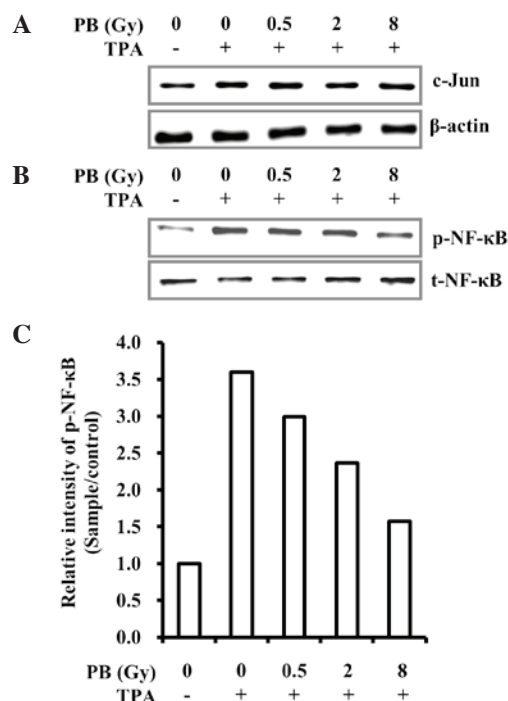 A
PB (Gy) 0 0 0.5 2 8
TPA - + + + +
c-Jun
β-actin
B
PB (Gy) 0 0 0.5 2 8
TPA - + + + +
p-NF-κB
t-NF-κB
C
Relative intensity of p-NF-κB
(Sample/control)
4.0
3.5
3.0
2.5
2.0
1.5
1.0
0.5
0.0
PB (Gy) 0 0 0.5 2 8
TPA - + + + +